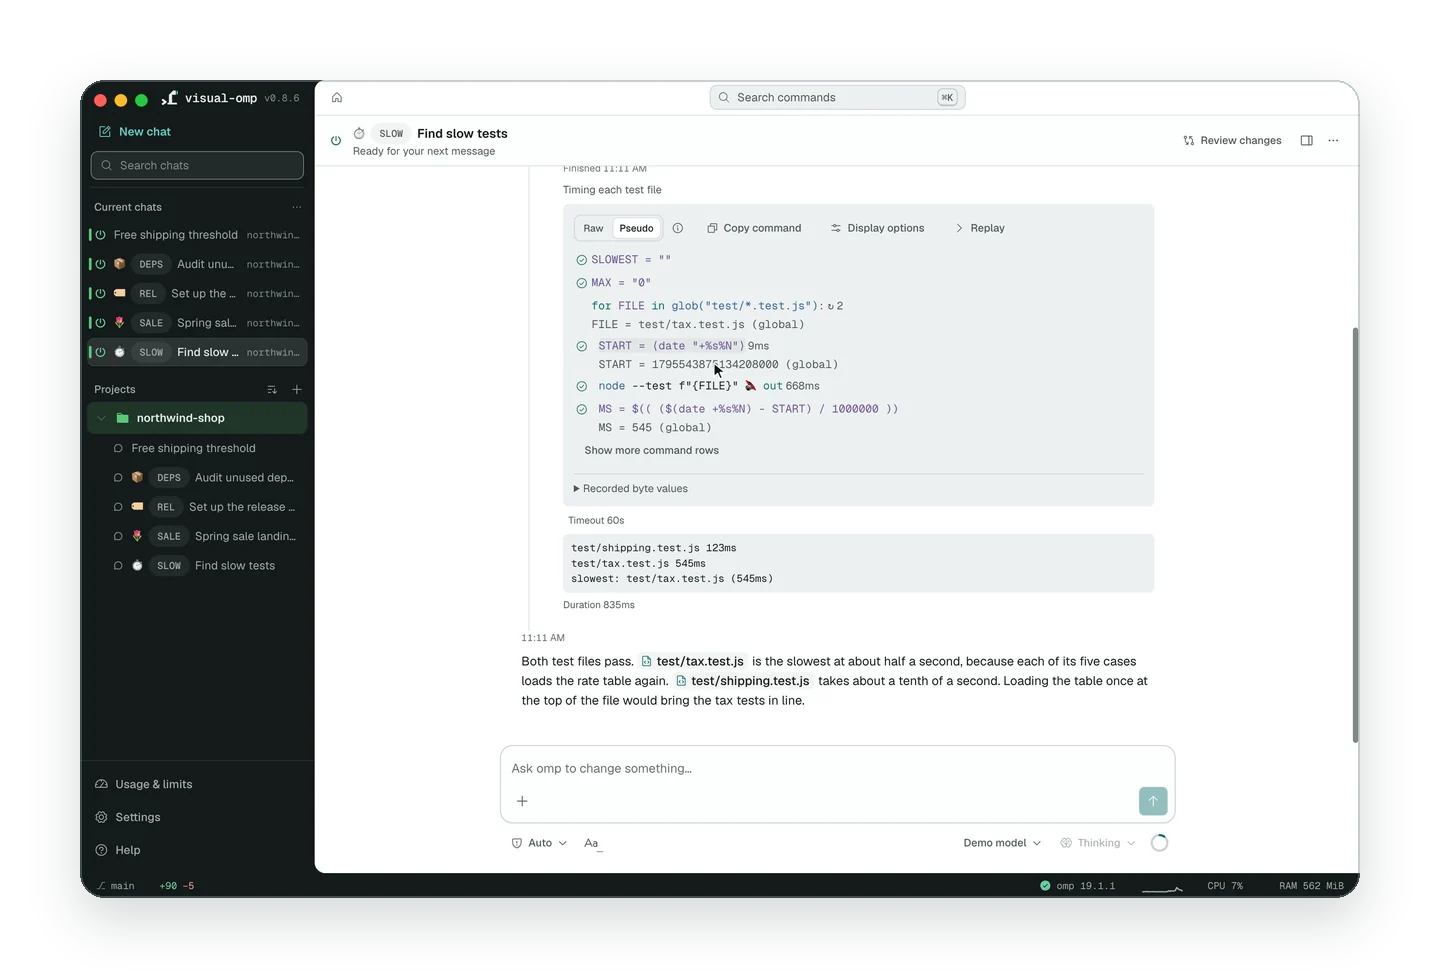 visual-omp v0.8.6
New chat
Search chats
Current chats
Free shipping threshold northwin...
DEPS Audit unu... northwin...
REL Set up the ... northwin...
SALE Spring sal... northwin...
SLOW Find slow ... northwin...
Projects
northwind-shop
Free shipping threshold
DEPS Audit unused dep...
REL Set up the release ...
SALE Spring sale landin...
SLOW Find slow tests
Usage & limits
Settings
Help
Search commands ⌘K
SLOW Find slow tests
Ready for your next message
Review changes
Finished 11:11 AM
Timing each test file
Raw Pseudo Copy command Display options Replay
SLOWEST = ""
MAX = "0"
for FILE in glob("test/*.test.js"): ↻ 2
FILE = test/tax.test.js (global)
START = (date "+%s%N") 9ms
START = 1795543875134208000 (global)
node --test f"{FILE}" out 668ms
MS = $(( ($(date +%s%N) - START) / 1000000 ))
MS = 545 (global)
Show more command rows
Recorded byte values
Timeout 60s
test/shipping.test.js 123ms
test/tax.test.js 545ms
slowest: test/tax.test.js (545ms)
Duration 835ms
11:11 AM
Both test files pass. test/tax.test.js is the slowest at about half a second, because each of its five cases
loads the rate table again. test/shipping.test.js takes about a tenth of a second. Loading the table once at
the top of the file would bring the tax tests in line.
Ask omp to change something...
Auto Aa_ Demo model Thinking
main +90 −5 omp 19.1.1 CPU 7% RAM 562 MiB